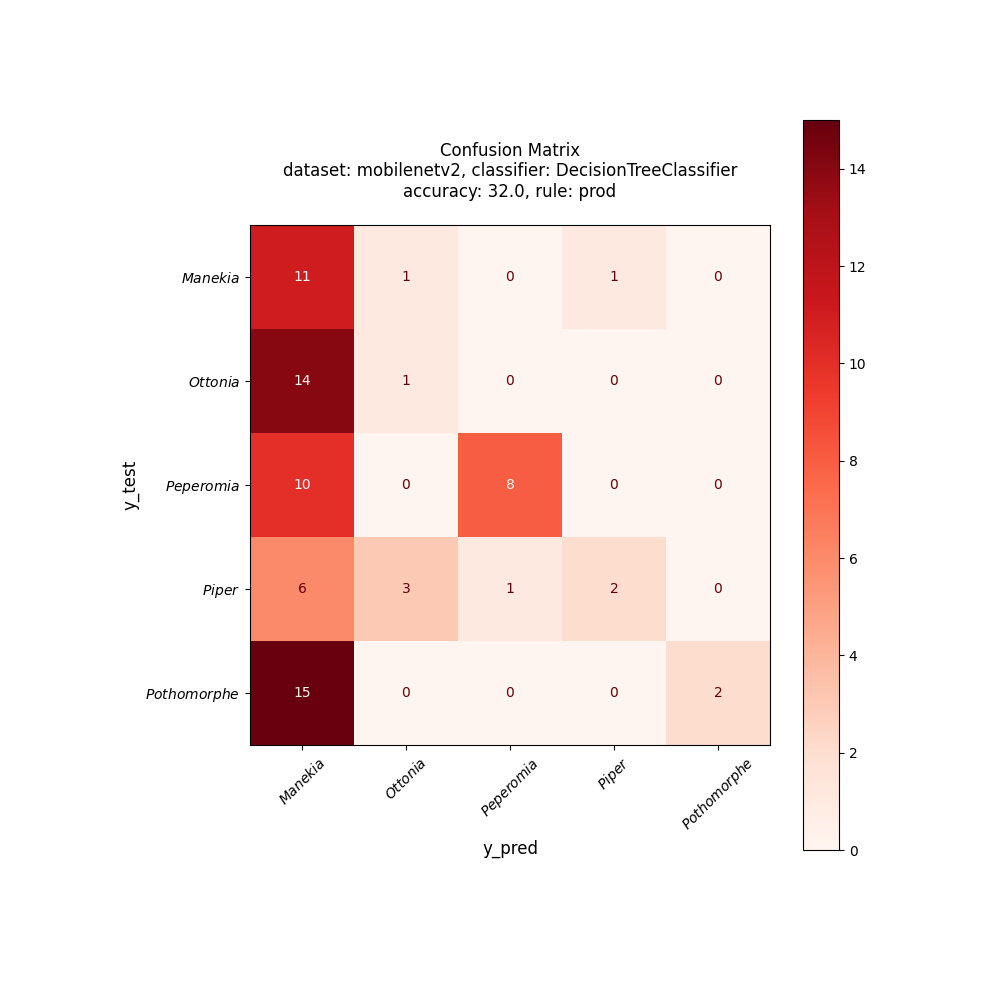 Confusion Matrix
dataset: mobilenetv2, classifier: DecisionTreeClassifier
accuracy: 32.0, rule: prod
y_test
Manekia 11 1 0 1 0
Ottonia 14 1 0 0 0
Peperomia 10 0 8 0 0
Piper 6 3 1 2 0
Pothomorphe 15 0 0 0 2
Manekia Ottonia Peperomia Piper Pothomorphe
y_pred
14
12
10
8
6
4
2
0